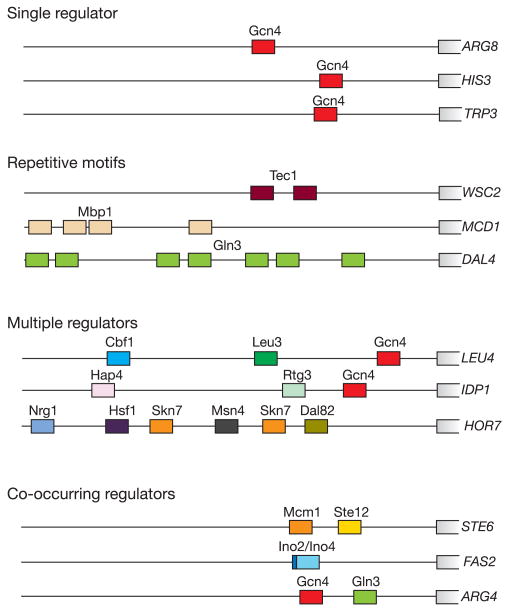 Single regulator
Gcn4
ARG8
Gcn4
HIS3
Gcn4
TRP3
Repetitive motifs
Tec1
WSC2
Mbp1
MCD1
Gln3
DAL4
Multiple regulators
Cbf1 Leu3 Gcn4
LEU4
Hap4 Rtg3 Gcn4
IDP1
Nrg1 Hsf1 Skn7 Msn4 Skn7 Dal82
HOR7
Co-occurring regulators
Mcm1 Ste12
STE6
Ino2/Ino4
FAS2
Gcn4 Gln3
ARG4